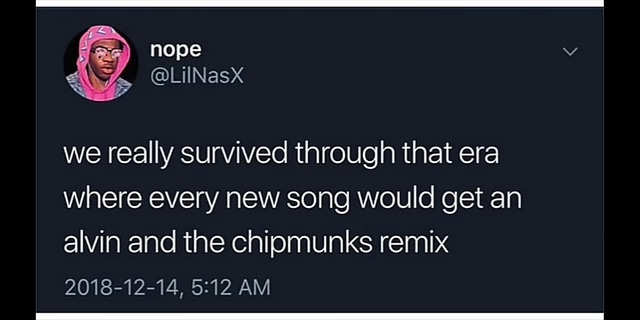 nope
@LilNasX
we really survived through that era
where every new song would get an
alvin and the chipmunks remix
2018-12-14, 5:12 AM